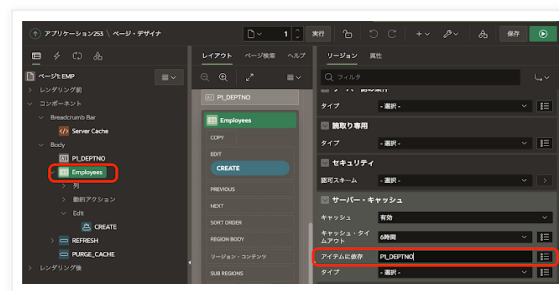 アプリケーション253 \ ページ・デザイナ
1
実行
保存
レイアウト ページ検索 ヘルプ
リージョン 属性
ページ1: EMP
レンダリング前
コンポーネント
Breadcrumb Bar
Server Cache
Body
P1_DEPTNO
Employees
列
動的アクション
Edit
CREATE
REFRESH
PURGE_CACHE
レンダリング後
P1_DEPTNO
Employees
COPY
EDIT
CREATE
PREVIOUS
NEXT
SORT ORDER
REGION BODY
リージョン・コンテンツ
SUB REGIONS
フィルタ
タイプ - 選択 -
読取り専用
タイプ - 選択 -
セキュリティ
認可スキーム - 選択 -
サーバー・キャッシュ
キャッシュ 有効
キャッシュ・タイムアウト 6時間
アイテムに依存 P1_DEPTNO
タイプ - 選択 -